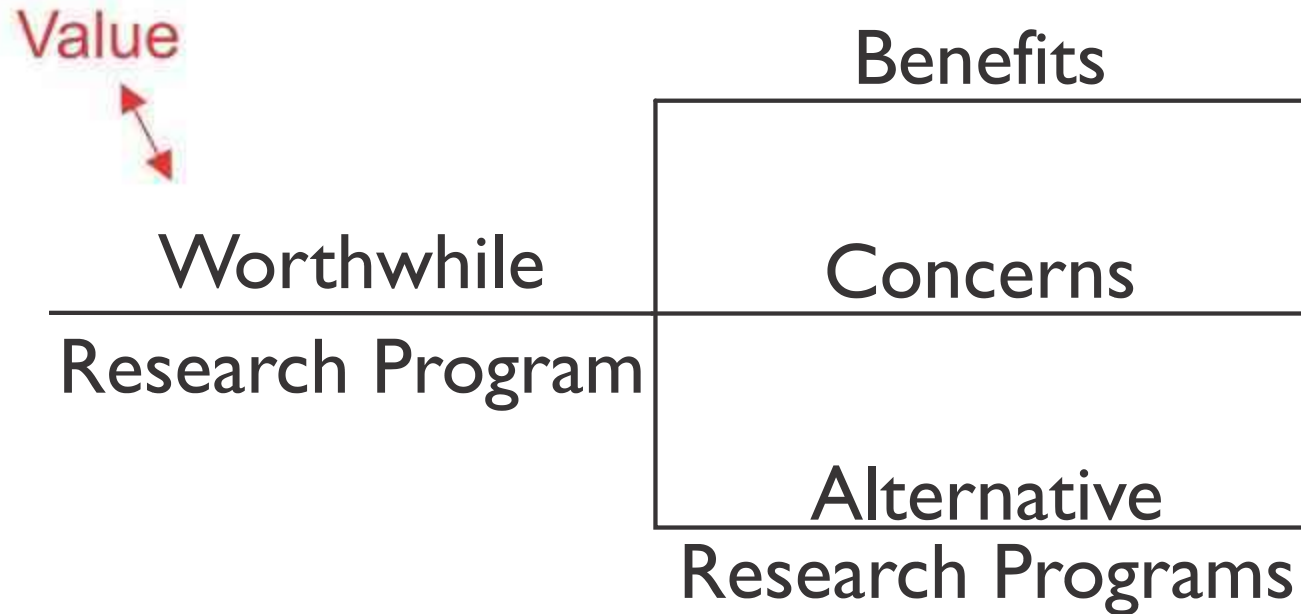 Value
Benefits
Worthwhile
Research Program
Concerns
Alternative
Research Programs